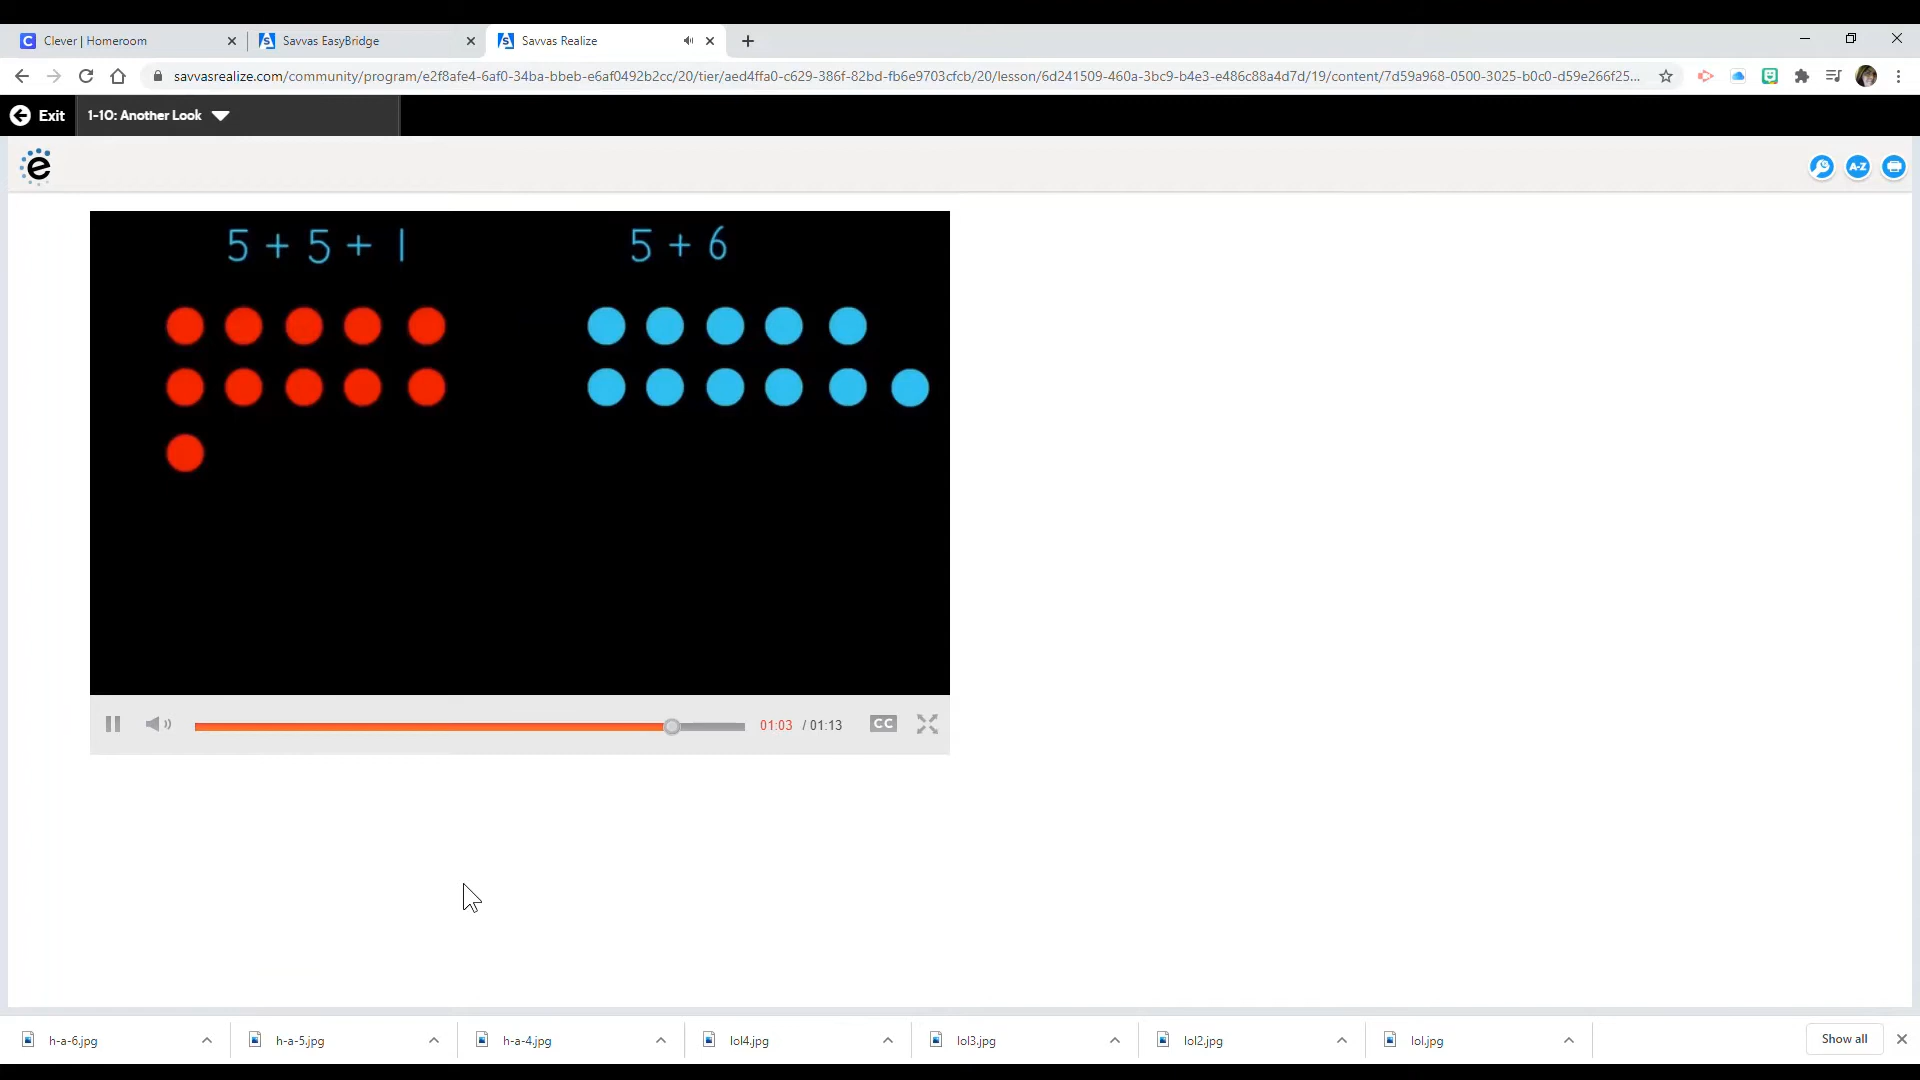 Clever | Homeroom
Savvas EasyBridge
Savvas Realize
savvasrealize.com/community/program/e2f8afe4-6af0-34ba-bbeb-e6af0492b2cc/20/tier/aed4ffa0-c629-386f-82bd-fb6e9703cfcb/20/lesson/6d241509-460a-3bc9-b4e3-e486c88a4d7d/19/content/7d59a968-0500-3025-b0c0-d59e266f25...
Exit
1-10: Another Look
e
A-Z
5 + 5 + 1
5 + 6
01:03 / 01:13
CC
h-a-6.jpg
h-a-5.jpg
h-a-4.jpg
lol4.jpg
lol3.jpg
lol2.jpg
lol.jpg
Show all